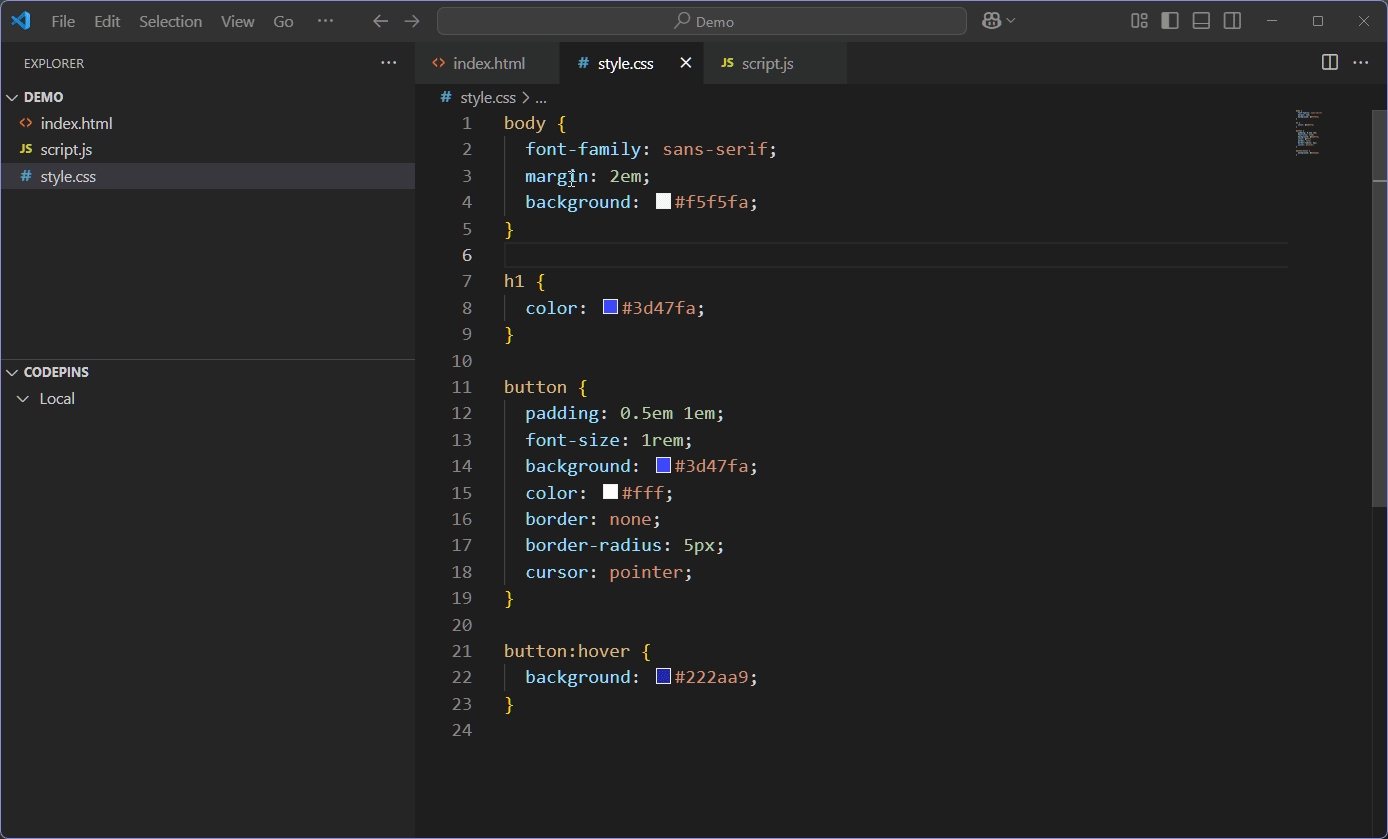 File Edit Selection View Go ···
Demo
EXPLORER ···
DEMO
index.html
JS script.js
# style.css
CODEPINS
Local
index.html # style.css JS script.js ···
# style.css > ...
1 body {
2   font-family: sans-serif;
3   margin: 2em;
4   background: #f5f5fa;
5 }
6
7 h1 {
8   color: #3d47fa;
9 }
10
11 button {
12   padding: 0.5em 1em;
13   font-size: 1rem;
14   background: #3d47fa;
15   color: #fff;
16   border: none;
17   border-radius: 5px;
18   cursor: pointer;
19 }
20
21 button:hover {
22   background: #222aa9;
23 }
24